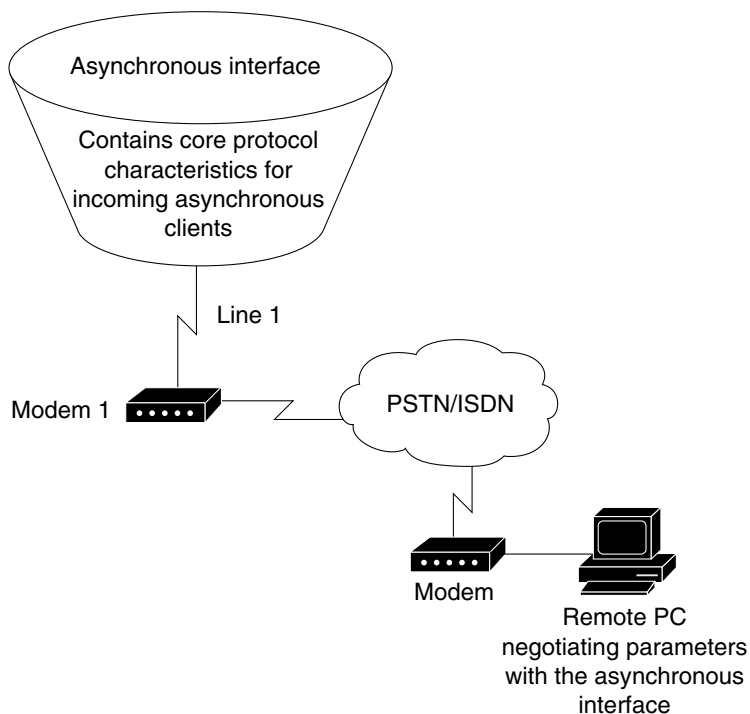 Asynchronous interface
Contains core protocol
characteristics for
incoming asynchronous
clients
Line 1
Modem 1
PSTN/ISDN
Modem
Remote PC
negotiating parameters
with the asynchronous
interface